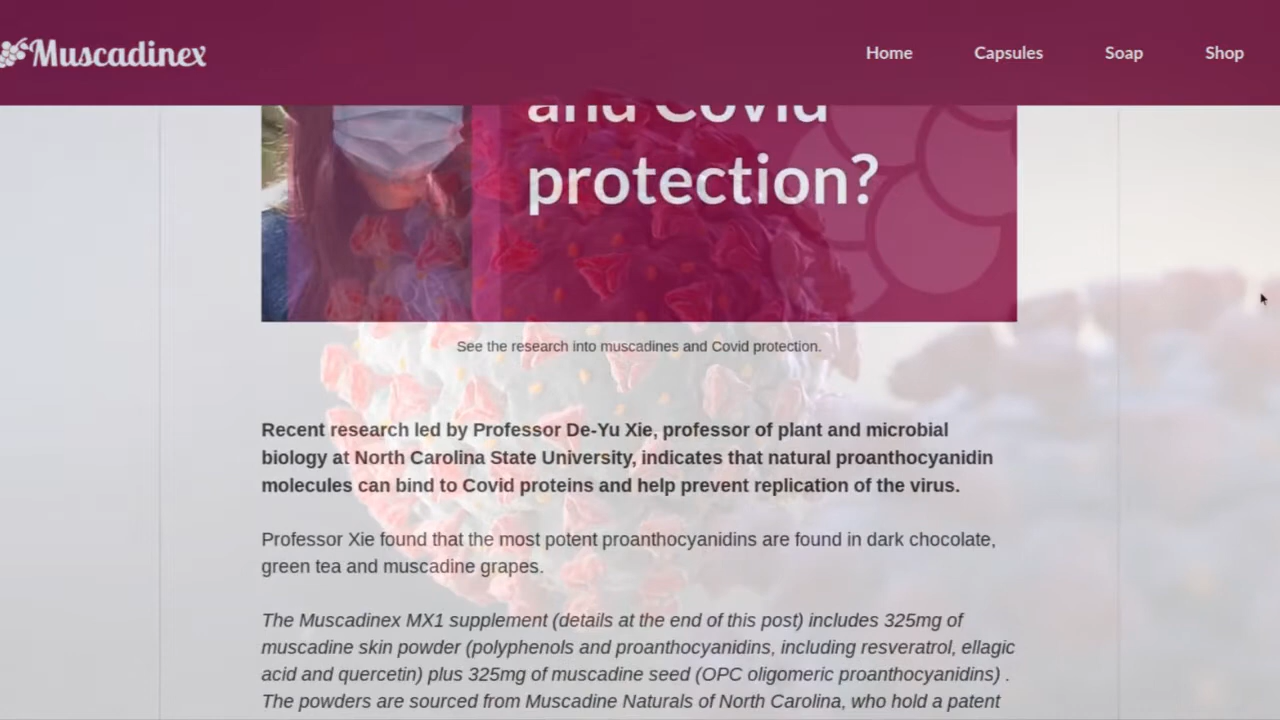 Muscadinex
Home
Capsules
Soap
Shop
and Covid
protection?
See the research into muscadines and Covid protection.
Recent research led by Professor De-Yu Xie, professor of plant and microbial
biology at North Carolina State University, indicates that natural proanthocyanidin
molecules can bind to Covid proteins and help prevent replication of the virus.
Professor Xie found that the most potent proanthocyanidins are found in dark chocolate,
green tea and muscadine grapes.
The Muscadinex MX1 supplement (details at the end of this post) includes 325mg of
muscadine skin powder (polyphenols and proanthocyanidins, including resveratrol, ellagic
acid and quercetin) plus 325mg of muscadine seed (OPC oligomeric proanthocyanidins) .
The powders are sourced from Muscadine Naturals of North Carolina, who hold a patent